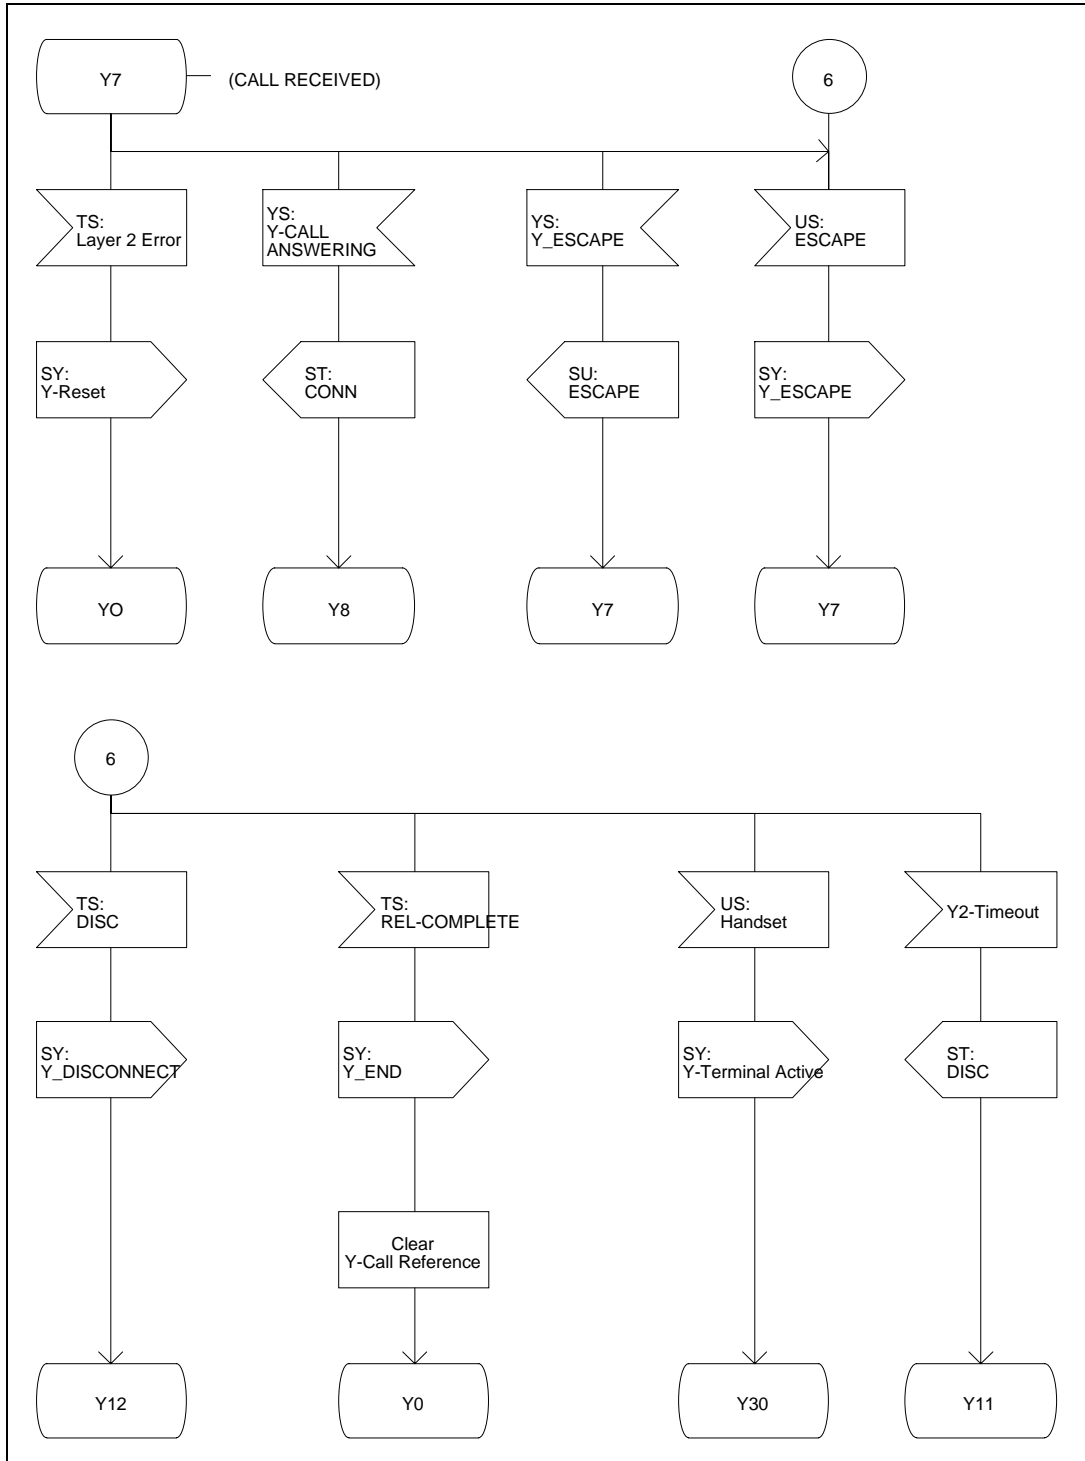 Y7
(CALL RECEIVED)
6
TS:
Layer 2 Error
YS:
Y-CALL
ANSWERING
YS:
Y_ESCAPE
US:
ESCAPE
SY:
Y-Reset
ST:
CONN
SU:
ESCAPE
SY:
Y_ESCAPE
YO
Y8
Y7
Y7
6
TS:
DISC
TS:
REL-COMPLETE
US:
Handset
Y2-Timeout
SY:
Y_DISCONNECT
SY:
Y_END
SY:
Y-Terminal Active
ST:
DISC
Clear
Y-Call Reference
Y12
Y0
Y30
Y11